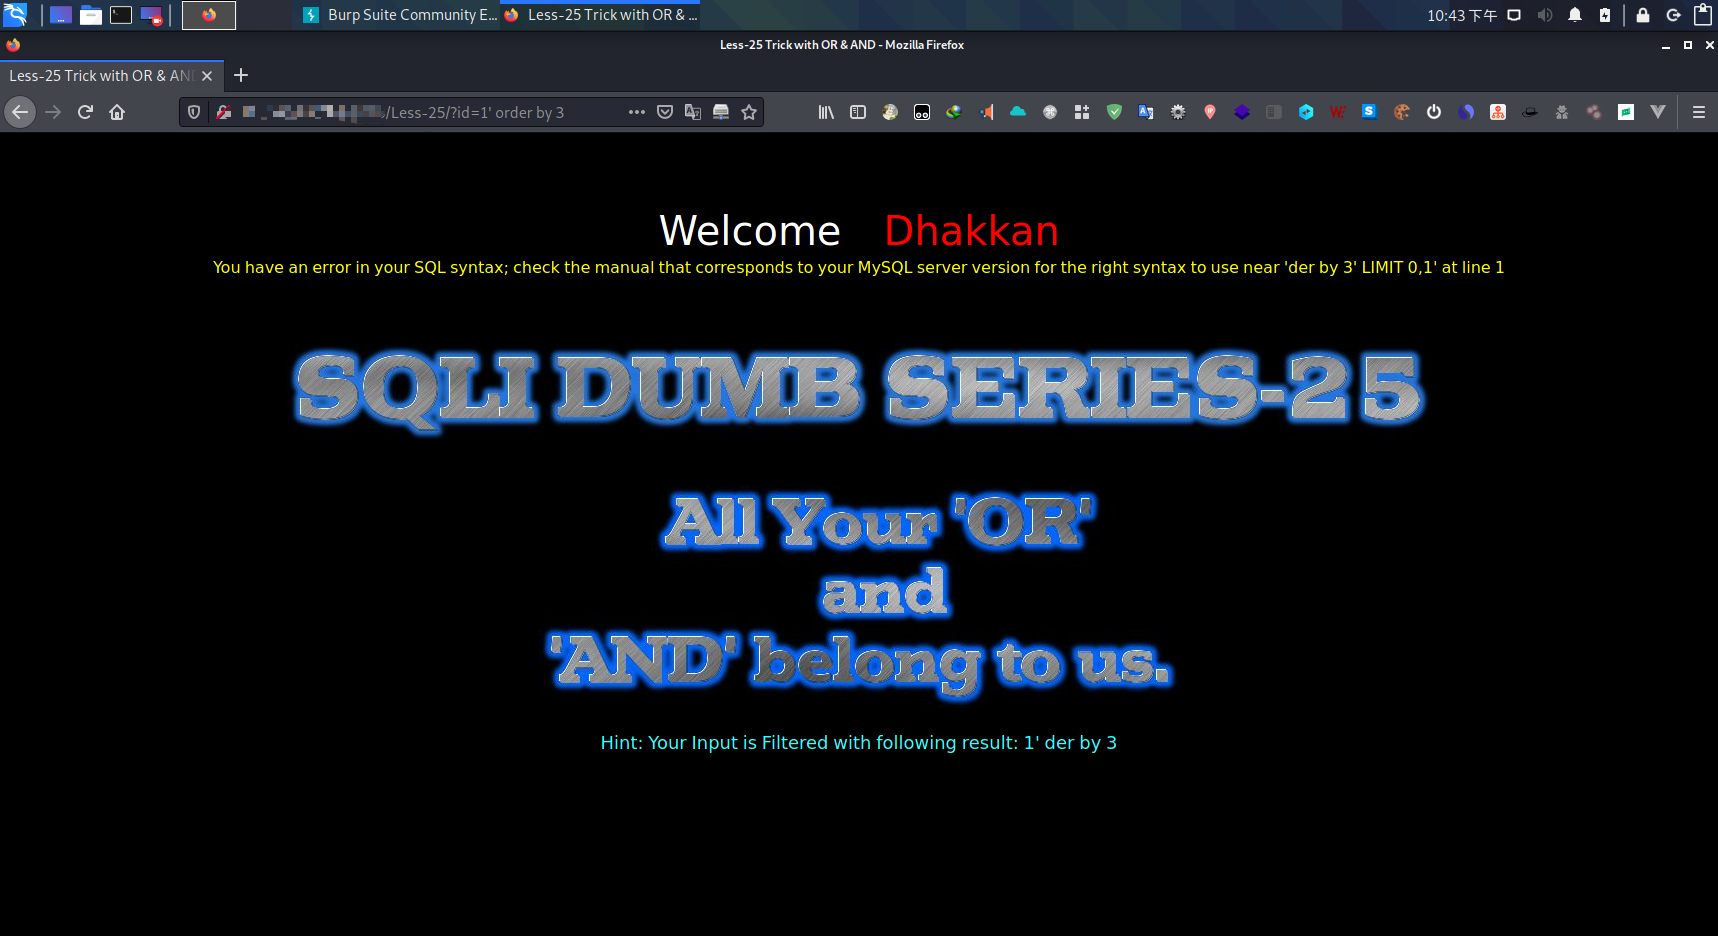 Burp Suite Community E...
Less-25 Trick with OR & ...
10:43 下午
Less-25 Trick with OR & AND - Mozilla Firefox
Less-25 Trick with OR & AN
/Less-25/?id=1' order by 3
Welcome Dhakkan
You have an error in your SQL syntax; check the manual that corresponds to your MySQL server version for the right syntax to use near 'der by 3' LIMIT 0,1' at line 1
SQLI DUMB SERIES-25
All Your 'OR'
and
'AND' belong to us.
Hint: Your Input is Filtered with following result: 1' der by 3